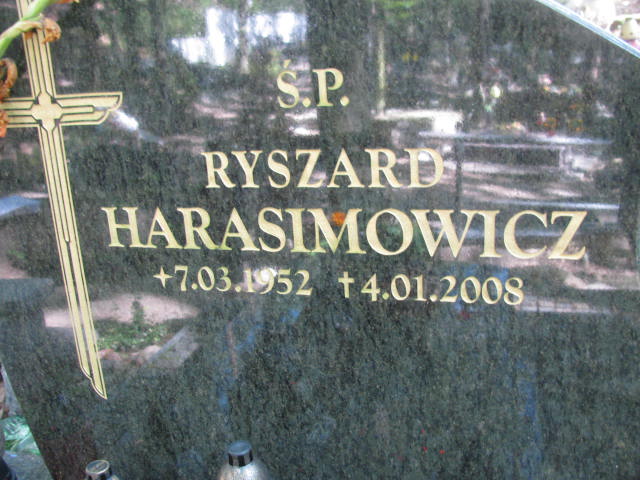 Ś.P.
RYSZARD
HARASIMOWICZ
+7.03.1952 †4.01.2008